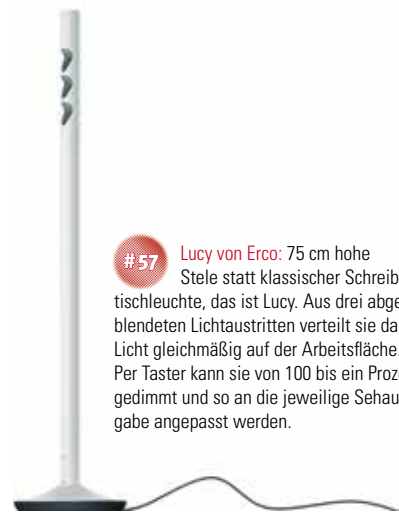 #57
Lucy von Erco: 75 cm hohe
Stele statt klassischer Schreib
tischleuchte, das ist Lucy. Aus drei abge
blendeten Lichtaustritten verteilt sie da
Licht gleichmäßig auf der Arbeitsfläche.
Per Taster kann sie von 100 bis ein Proze
gedimmt und so an die jeweilige Sehau
gabe angepasst werden.